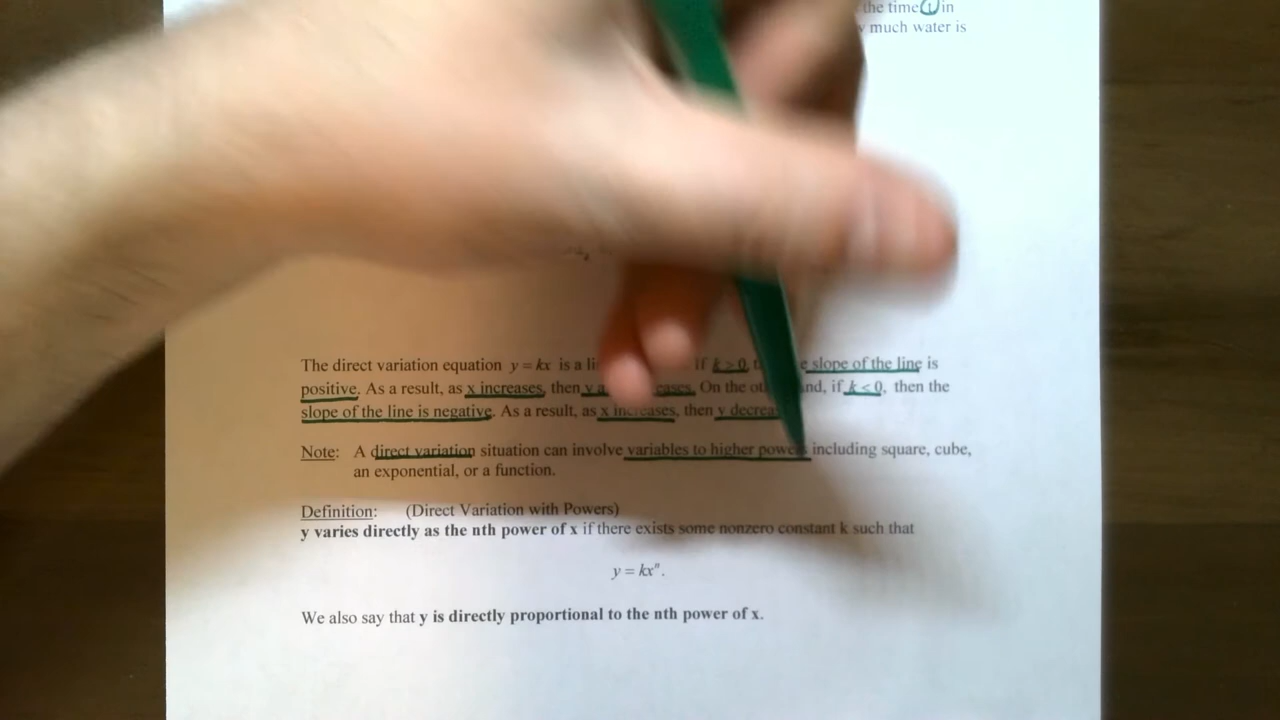 the time in
much water is
The direct variation equation y = kx is a If k > 0, slope of the line is
positive. As a result, as x increases, then On the if k < 0, then the
slope of the line is negative. As a result, as x increases, then y
Note: A direct variation situation can involve variables to higher powers including square, cube,
an exponential, or a function.
Definition: (Direct Variation with Powers)
y varies directly as the nth power of x if there exists some nonzero constant k such that
y = kxⁿ.
We also say that y is directly proportional to the nth power of x.